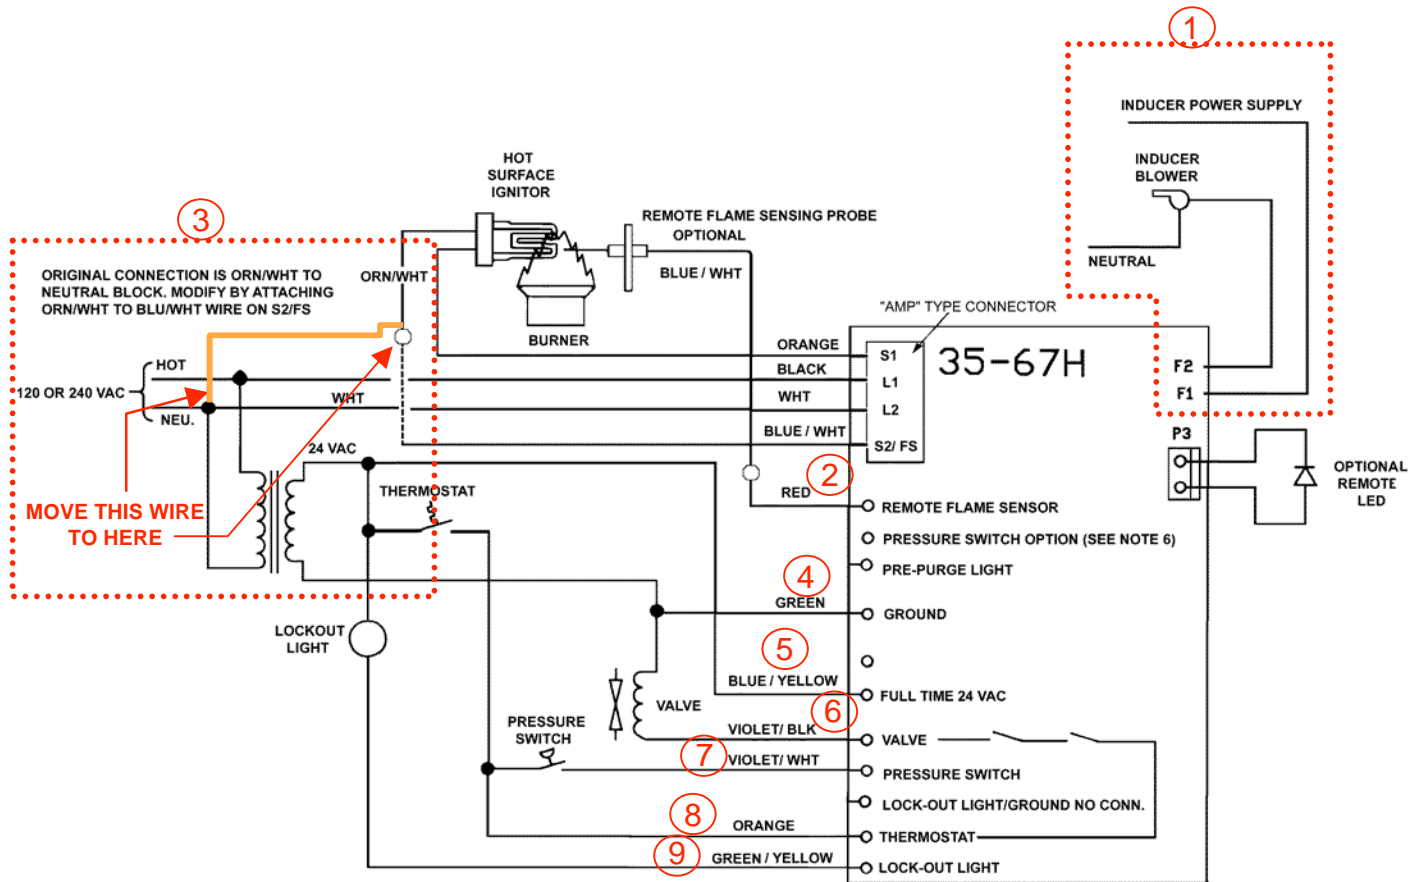 1
INDUCER POWER SUPPLY
INDUCER
BLOWER
NEUTRAL
HOT
SURFACE
IGNITOR
REMOTE FLAME SENSING PROBE
OPTIONAL
BLUE / WHT
BURNER
3
ORIGINAL CONNECTION IS ORN/WHT TO
NEUTRAL BLOCK. MODIFY BY ATTACHING
ORN/WHT TO BLU/WHT WIRE ON S2/FS
ORN/WHT
HOT
120 OR 240 VAC
NEU.
WHT
24 VAC
THERMOSTAT
MOVE THIS WIRE
TO HERE
"AMP" TYPE CONNECTOR
35-67H
ORANGE
S1
BLACK
L1
WHT
L2
BLUE / WHT
S2/ FS
F2
F1
P3
OPTIONAL
REMOTE
LED
2
RED
REMOTE FLAME SENSOR
PRESSURE SWITCH OPTION (SEE NOTE 6)
PRE-PURGE LIGHT
4
GREEN
GROUND
LOCKOUT
LIGHT
5
BLUE / YELLOW
FULL TIME 24 VAC
VALVE
6
VIOLET/ BLK
VALVE
PRESSURE
SWITCH
7
VIOLET/ WHT
PRESSURE SWITCH
LOCK-OUT LIGHT/GROUND NO CONN.
8
ORANGE
THERMOSTAT
9
GREEN / YELLOW
LOCK-OUT LIGHT